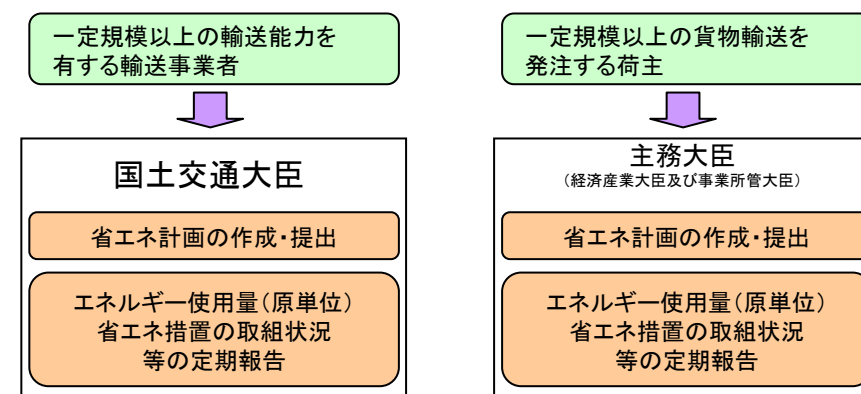 一定規模以上の輸送能力を
有する輸送事業者
国土交通大臣
省エネ計画の作成・提出
エネルギー使用量（原単位）
省エネ措置の取組状況
等の定期報告
一定規模以上の貨物輸送を
発注する荷主
主務大臣
（経済産業大臣及び事業所管大臣）
省エネ計画の作成・提出
エネルギー使用量（原単位）
省エネ措置の取組状況
等の定期報告